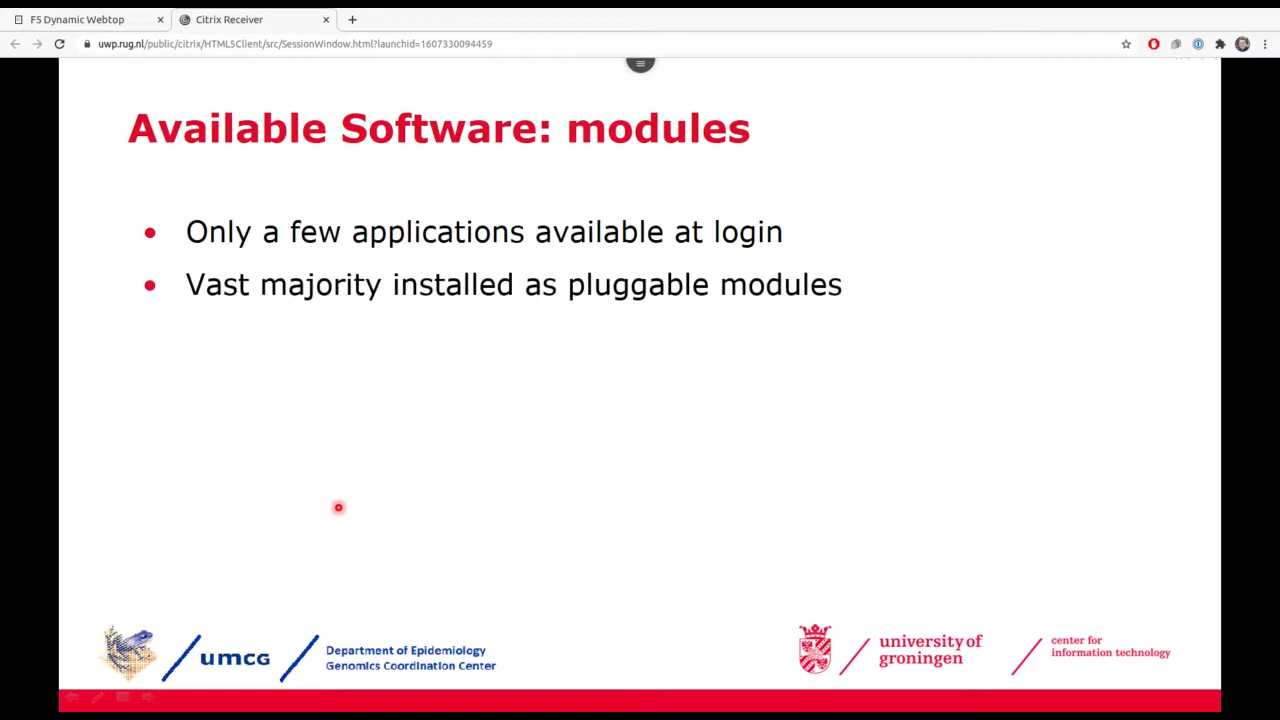 F5 Dynamic Webtop
Citrix Receiver
uwp.rug.nl/public/citrix/HTML5Client/src/SessionWindow.html?launchid=1607330094459
Available Software: modules
• Only a few applications available at login
• Vast majority installed as pluggable modules
umcg
Department of Epidemiology
Genomics Coordination Center
university of
groningen
center for
information technology